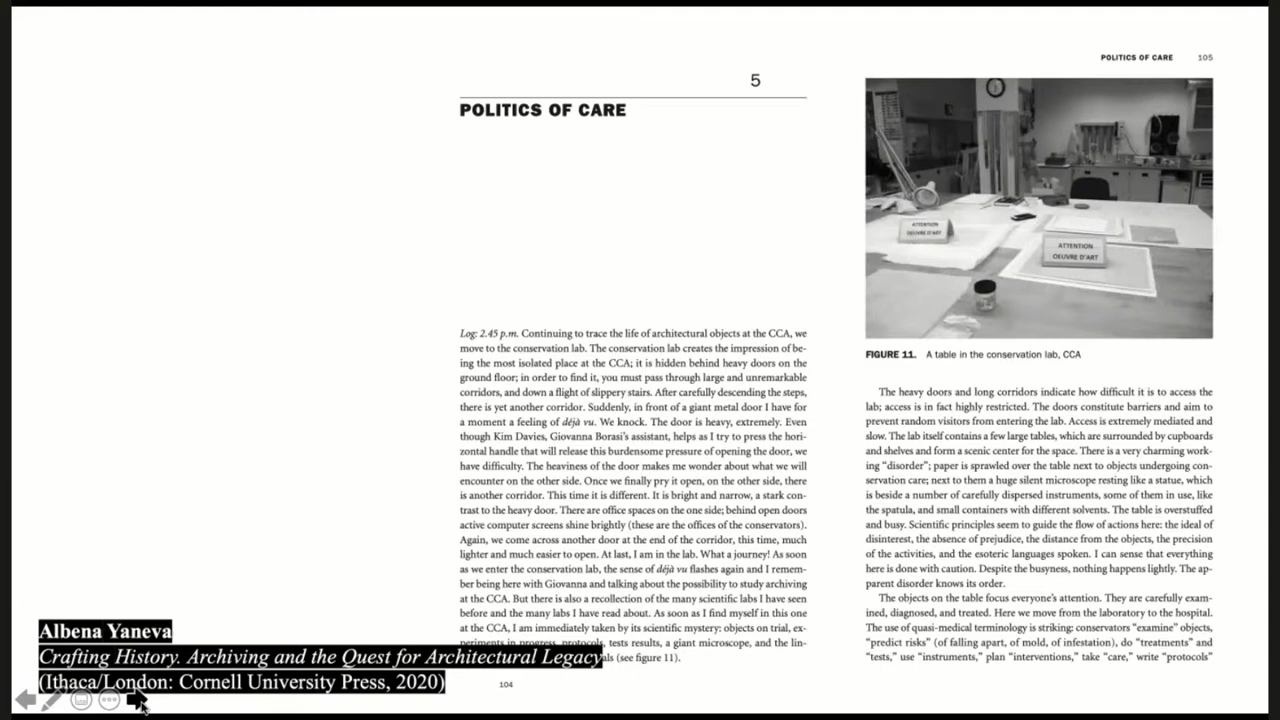 5
POLITICS OF CARE
Log: 2.45 p.m. Continuing to trace the life of architectural objects at the CCA, we
move to the conservation lab. The conservation lab creates the impression of be-
ing the most isolated place at the CCA; it is hidden behind heavy doors on the
ground floor; in order to find it, you must pass through large and unremarkable
corridors, and down a flight of slippery stairs. After carefully descending the steps,
there is yet another corridor. Suddenly, in front of a giant metal door I have for
a moment a feeling of déjà vu. We knock. The door is heavy, extremely. Even
though Kim Davies, Giovanna Borasi's assistant, helps as I try to press the hori-
zontal handle that will release this burdensome pressure of opening the door, we
have difficulty. The heaviness of the door makes me wonder about what we will
encounter on the other side. Once we finally pry it open, on the other side, there
is another corridor. This time it is different. It is bright and narrow, a stark con-
trast to the heavy door. There are office spaces on the one side; behind open doors
active computer screens shine brightly (these are the offices of the conservators).
Again, we come across another door at the end of the corridor, this time, much
lighter and much easier to open. At last, I am in the lab. What a journey! As soon
as we enter the conservation lab, the sense of déjà vu flashes again and I remem-
ber being here with Giovanna and talking about the possibility to study archiving
at the CCA. But there is also a recollection of the many scientific labs I have seen
before and the many labs I have read about. As soon as I find myself in this one
at the CCA, I am immediately taken by its scientific mystery; objects on trial, ex-
periments in progress, protocols, tests results, a giant microscope, and the lin-
als (see figure 11).
104
POLITICS OF CARE 105
ATTENTION
OEUVRE D'ART
ATTENTION
OEUVRE D'ART
FIGURE 11. A table in the conservation lab, CCA
The heavy doors and long corridors indicate how difficult it is to access the
lab; access is in fact highly restricted. The doors constitute barriers and aim to
prevent random visitors from entering the lab. Access is extremely mediated and
slow. The lab itself contains a few large tables, which are surrounded by cupboards
and shelves and form a scenic center for the space. There is a very charming work-
ing “disorder”; paper is sprawled over the table next to objects undergoing con-
servation care; next to them a huge silent microscope resting like a statue, which
is beside a number of carefully dispersed instruments, some of them in use, like
the spatula, and small containers with different solvents. The table is overstuffed
and busy. Scientific principles seem to guide the flow of actions here: the ideal of
disinterest, the absence of prejudice, the distance from the objects, the precision
of the activities, and the esoteric languages spoken. I can sense that everything
here is done with caution. Despite the busyness, nothing happens lightly. The ap-
parent disorder knows its order.
The objects on the table focus everyone's attention. They are carefully exam-
ined, diagnosed, and treated. Here we move from the laboratory to the hospital.
The use of quasi-medical terminology is striking: conservators “examine” objects,
“predict risks” (of falling apart, of mold, of infestation), do “treatments” and
“tests,” use “instruments,” plan “interventions,” take “care,” write “protocols”
Albena Yaneva
Crafting History. Archiving and the Quest for Architectural Legacy
(Ithaca/London: Cornell University Press, 2020)